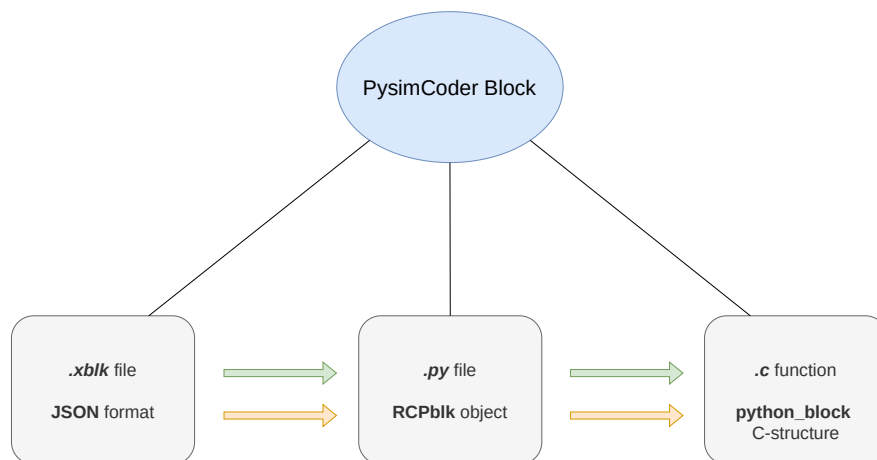 PysimCoder Block
.xblk file
JSON format
.py file
RCPblk object
.c function
python_block
C-structure